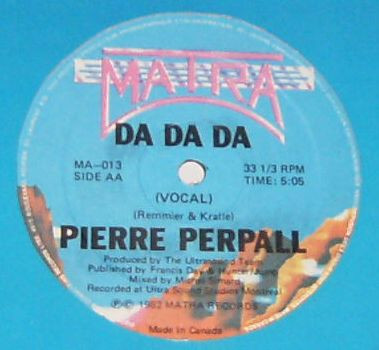 MATRA
DA DA DA
MA-013
SIDE AA
33 1/3 RPM
TIME: 5:05
(VOCAL)
(Remmier & Kralle)
PIERRE PERPALL
Produced by The Ultrasound Team
Published by Francis Day & Hunter
Mixed by Michel Simard
Recorded at Ultra Sound Studios Montreal
℗© 1982 MATRA RECORDS
Made in Canada